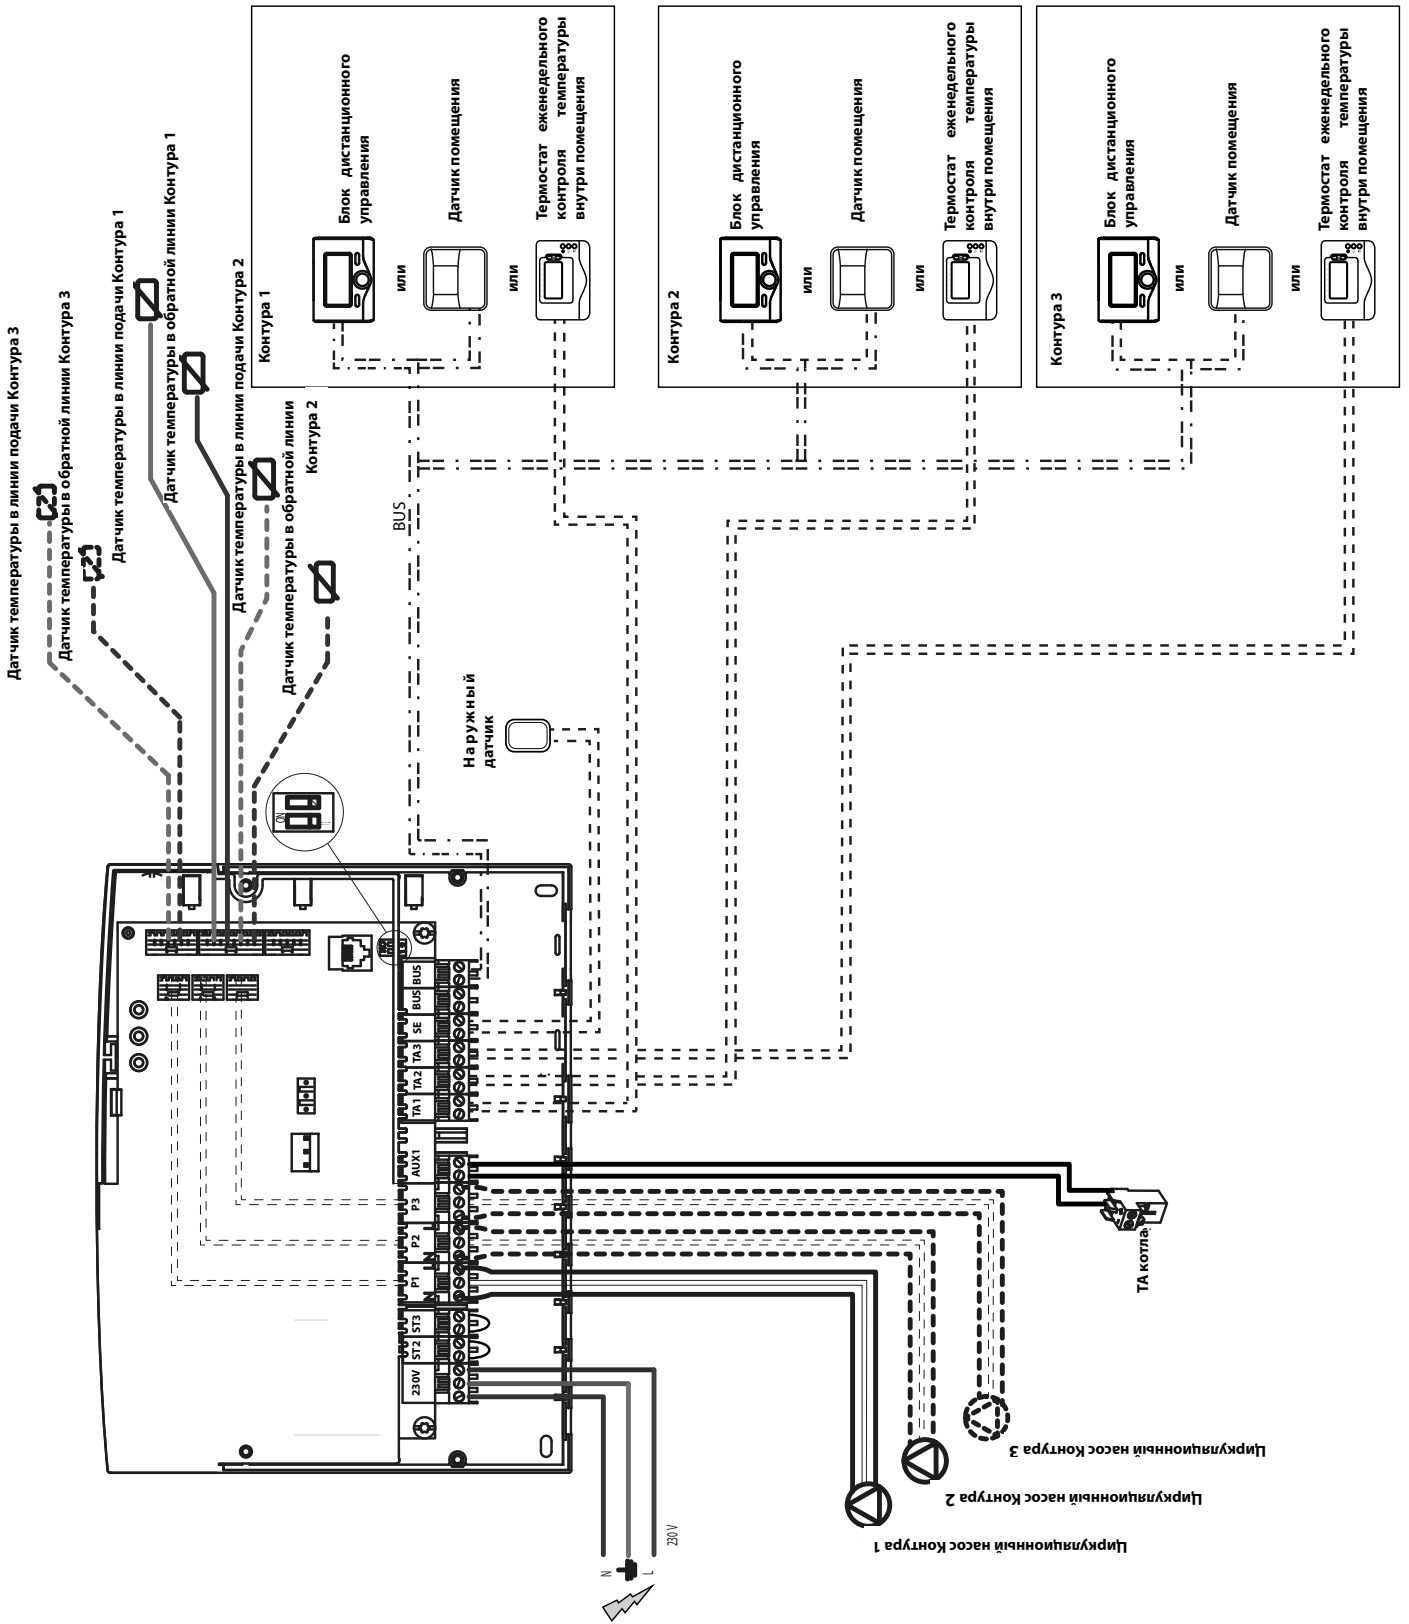 Датчик температуры в линии подачи Контура 3
Датчик температуры в обратной линии Контура 3
Датчик температуры в линии подачи Контура 1
Датчик температуры в обратной линии Контура 1
Датчик температуры в линии подачи Контура 2
Датчик температуры в обратной линии
Контура 2
Контура 1
Блок дистанционного
управления
или
Датчик помещения
или
Термостат еженедельного
контроля температуры
внутри помещения
Контура 2
Блок дистанционного
управления
или
Датчик помещения
или
Термостат еженедельного
контроля температуры
внутри помещения
Контура 3
Блок дистанционного
управления
или
Датчик помещения
или
Термостат еженедельного
контроля температуры
внутри помещения
BUS
Наружный
датчик
ON
230V
ST2
ST3
P1
P2
P3
AUX1
TA1
TA2
TA3
SE
BUS
BUS
N
N
ТА котла
Циркуляционный насос Контура 3
Циркуляционный насос Контура 2
Циркуляционный насос Контура 1
N
L
230 V